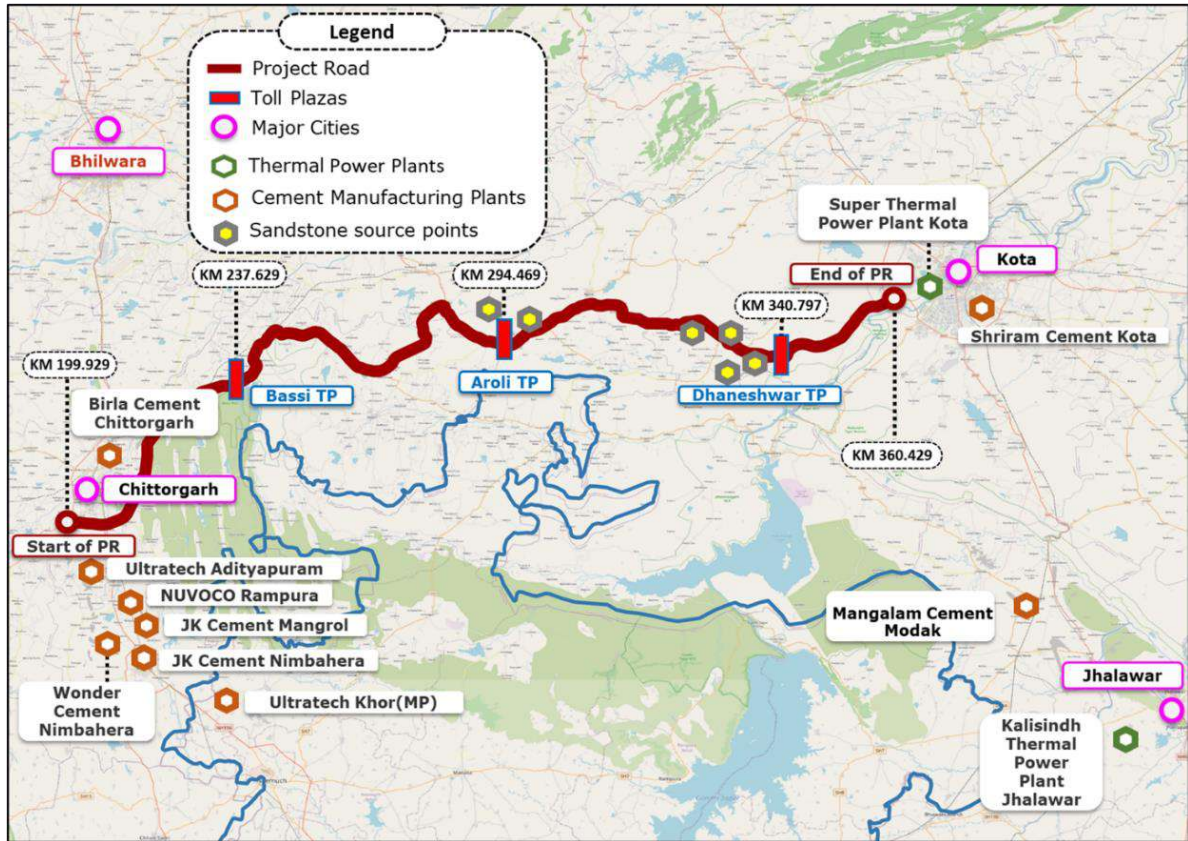 Legend
Project Road
Toll Plazas
Major Cities
Thermal Power Plants
Cement Manufacturing Plants
Sandstone source points
Bhilwara
KM 237.629
KM 294.469
Super Thermal
Power Plant Kota
End of PR
Kota
KM 340.797
Shriram Cement Kota
KM 199.929
Bassi TP
Aroli TP
Dhaneshwar TP
Birla Cement
Chittorgarh
KM 360.429
Chittorgarh
Start of PR
Ultratech Adityapuram
NUVOCO Rampura
JK Cement Mangrol
JK Cement Nimbahera
Wonder
Cement
Nimbahera
Ultratech Khor(MP)
Mangalam Cement
Modak
Jhalawar
Kalisindh
Thermal
Power
Plant
Jhalawar